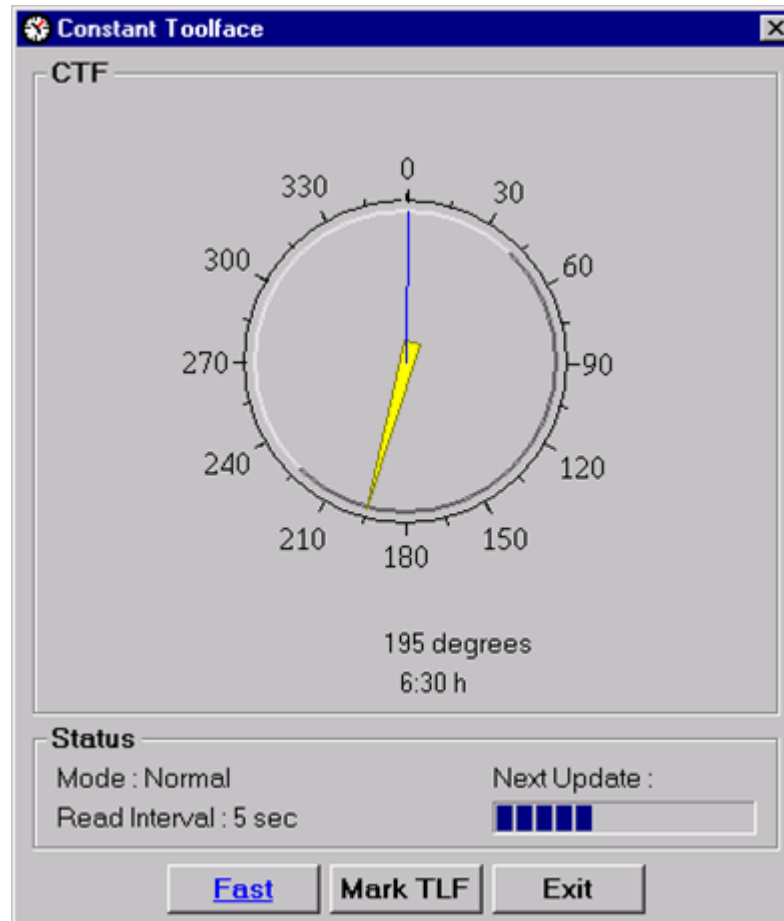 Constant Toolface
CTF
0
330 30
300 60
270 90
240 120
210 150
180
195 degrees
6:30 h
Status
Mode : Normal Next Update :
Read Interval : 5 sec
Fast Mark TLF Exit